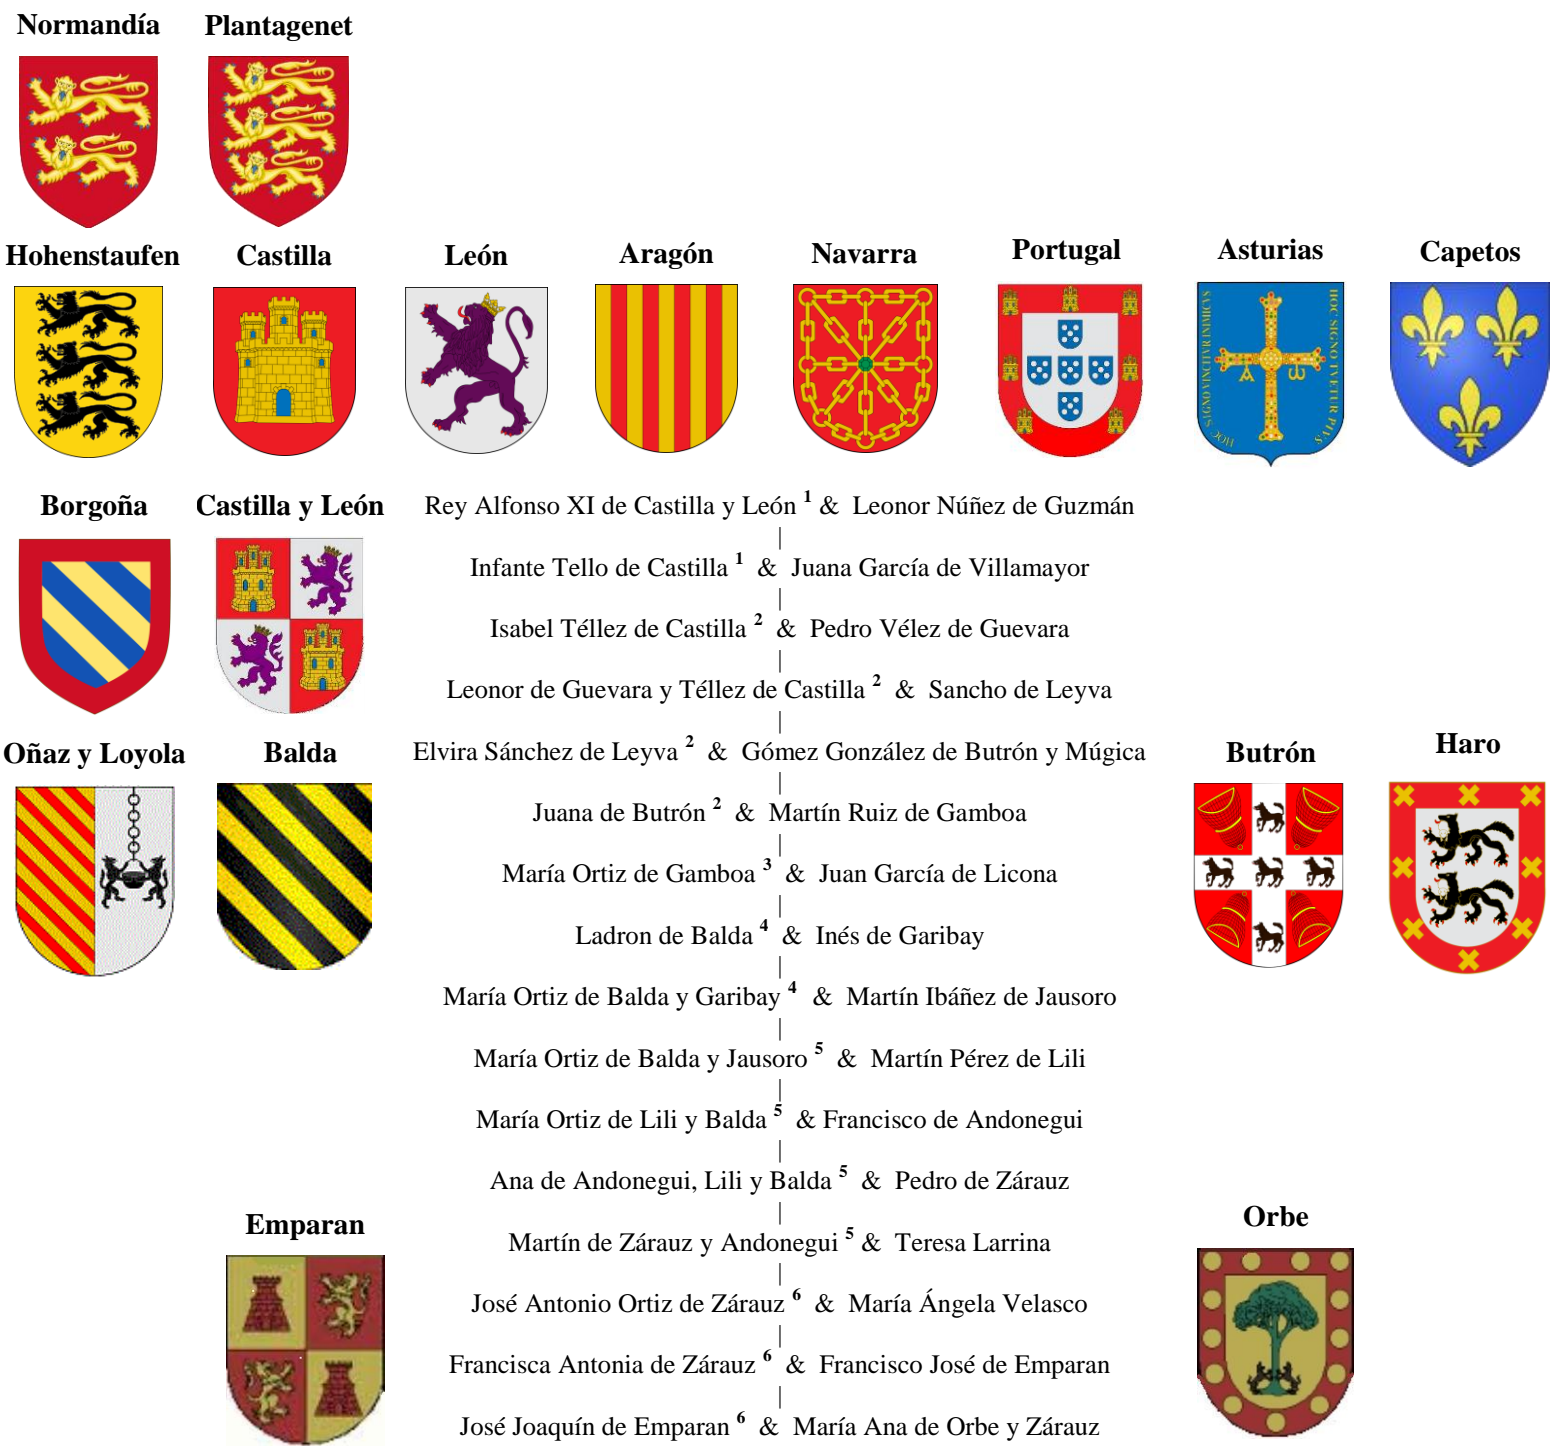 Normandía Plantagenet
Hohenstaufen Castilla León Aragón Navarra Portugal Asturias Capetos
HOC SIGNO TVETVR PIVS
HOC SIGNO VINCITVR INIMICVS
Borgoña Castilla y León
Rey Alfonso XI de Castilla y León ¹ & Leonor Núñez de Guzmán
Infante Tello de Castilla ¹ & Juana García de Villamayor
Isabel Téllez de Castilla ² & Pedro Vélez de Guevara
Leonor de Guevara y Téllez de Castilla ² & Sancho de Leyva
Oñaz y Loyola Balda
Elvira Sánchez de Leyva ² & Gómez González de Butrón y Múgica
Butrón Haro
Juana de Butrón ² & Martín Ruiz de Gamboa
María Ortiz de Gamboa ³ & Juan García de Licona
Ladron de Balda ⁴ & Inés de Garibay
María Ortiz de Balda y Garibay ⁴ & Martín Ibáñez de Jausoro
María Ortiz de Balda y Jausoro ⁵ & Martín Pérez de Lili
María Ortiz de Lili y Balda ⁵ & Francisco de Andonegui
Ana de Andonegui, Lili y Balda ⁵ & Pedro de Zárauz
Emparan
Orbe
Martín de Zárauz y Andonegui ⁵ & Teresa Larrina
José Antonio Ortiz de Zárauz ⁶ & María Ángela Velasco
Francisca Antonia de Zárauz ⁶ & Francisco José de Emparan
José Joaquín de Emparan ⁶ & María Ana de Orbe y Zárauz